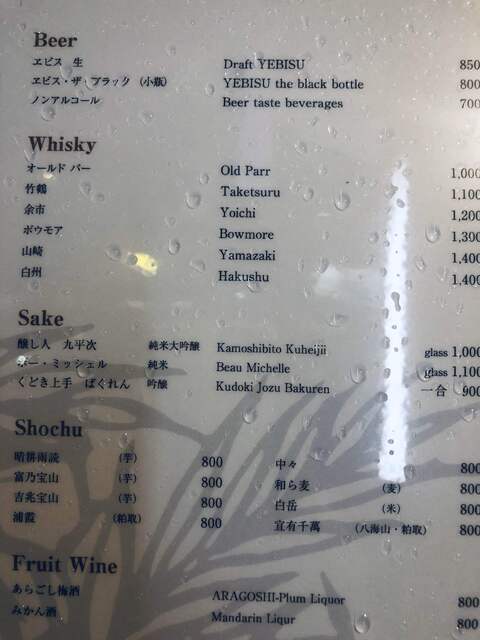 Beer
ヱビス 生 Draft YEBISU 850
ヱビス・ザ・ブラック (小瓶) YEBISU the black bottle 800
ノンアルコール Beer taste beverages 700
Whisky
オールド パー Old Parr 1,000
竹鶴 Taketsuru 1,100
余市 Yoichi 1,200
ボウモア Bowmore 1,300
山崎 Yamazaki 1,400
白州 Hakushu 1,400
Sake
醸し人 九平次 純米大吟醸 Kamoshibito Kuheijii glass 1,000
ボー・ミッシェル 純米 Beau Michelle glass 1,100
くどき上手 ばくれん 吟醸 Kudoki Jozu Bakuren 一合 900
Shochu
晴耕雨読 (芋) 800 中々 800
富乃宝山 (芋) 800 和ら麦 (麦) 800
吉兆宝山 (芋) 800 白岳 (米) 800
浦霞 (粕取) 800 宜有千萬 (八海山・粕取) 800
Fruit Wine
あらごし梅酒 ARAGOSHI-Plum Liquor 800
みかん酒 Mandarin Liqur 800